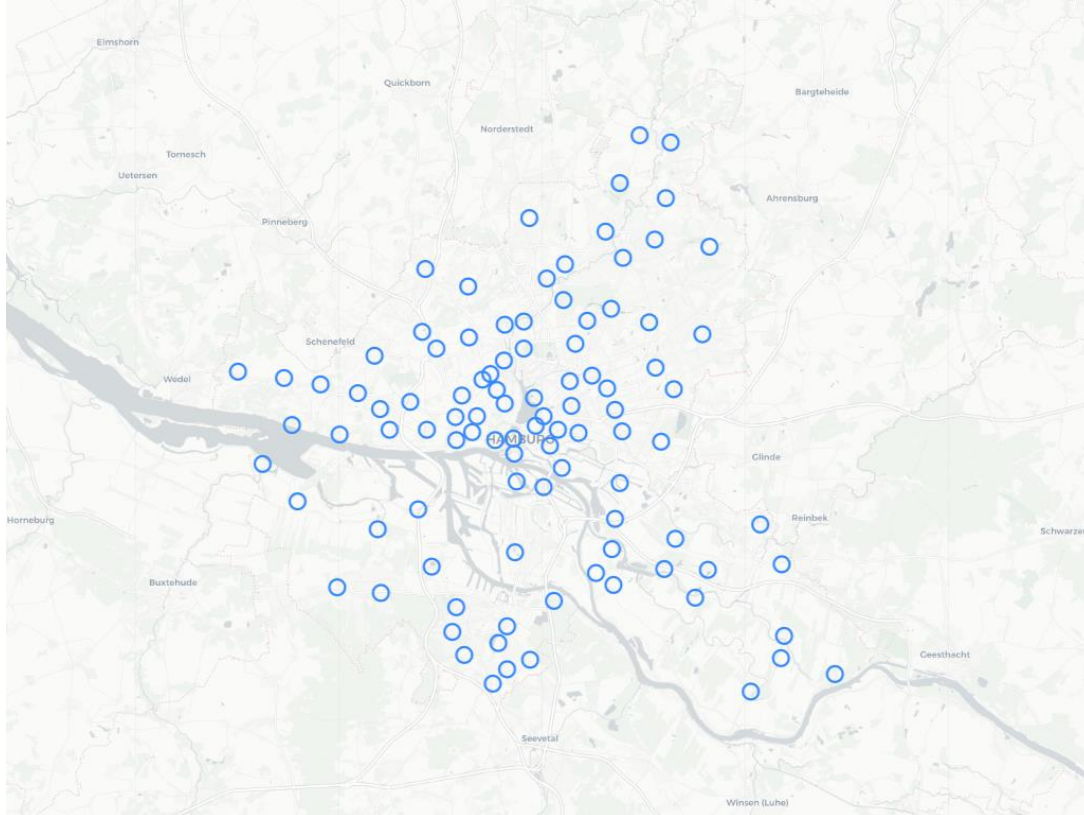 Elmshorn
Quickborn
Bargteheide
Norderstedt
Tornesch
Uetersen
Ahrensburg
Pinneberg
Schenefeld
Wedel
HAMBURG
Glinde
Horneburg
Reinbek
Schwarze
Buxtehude
Geesthacht
Seevetal
Winsen (Luhe)